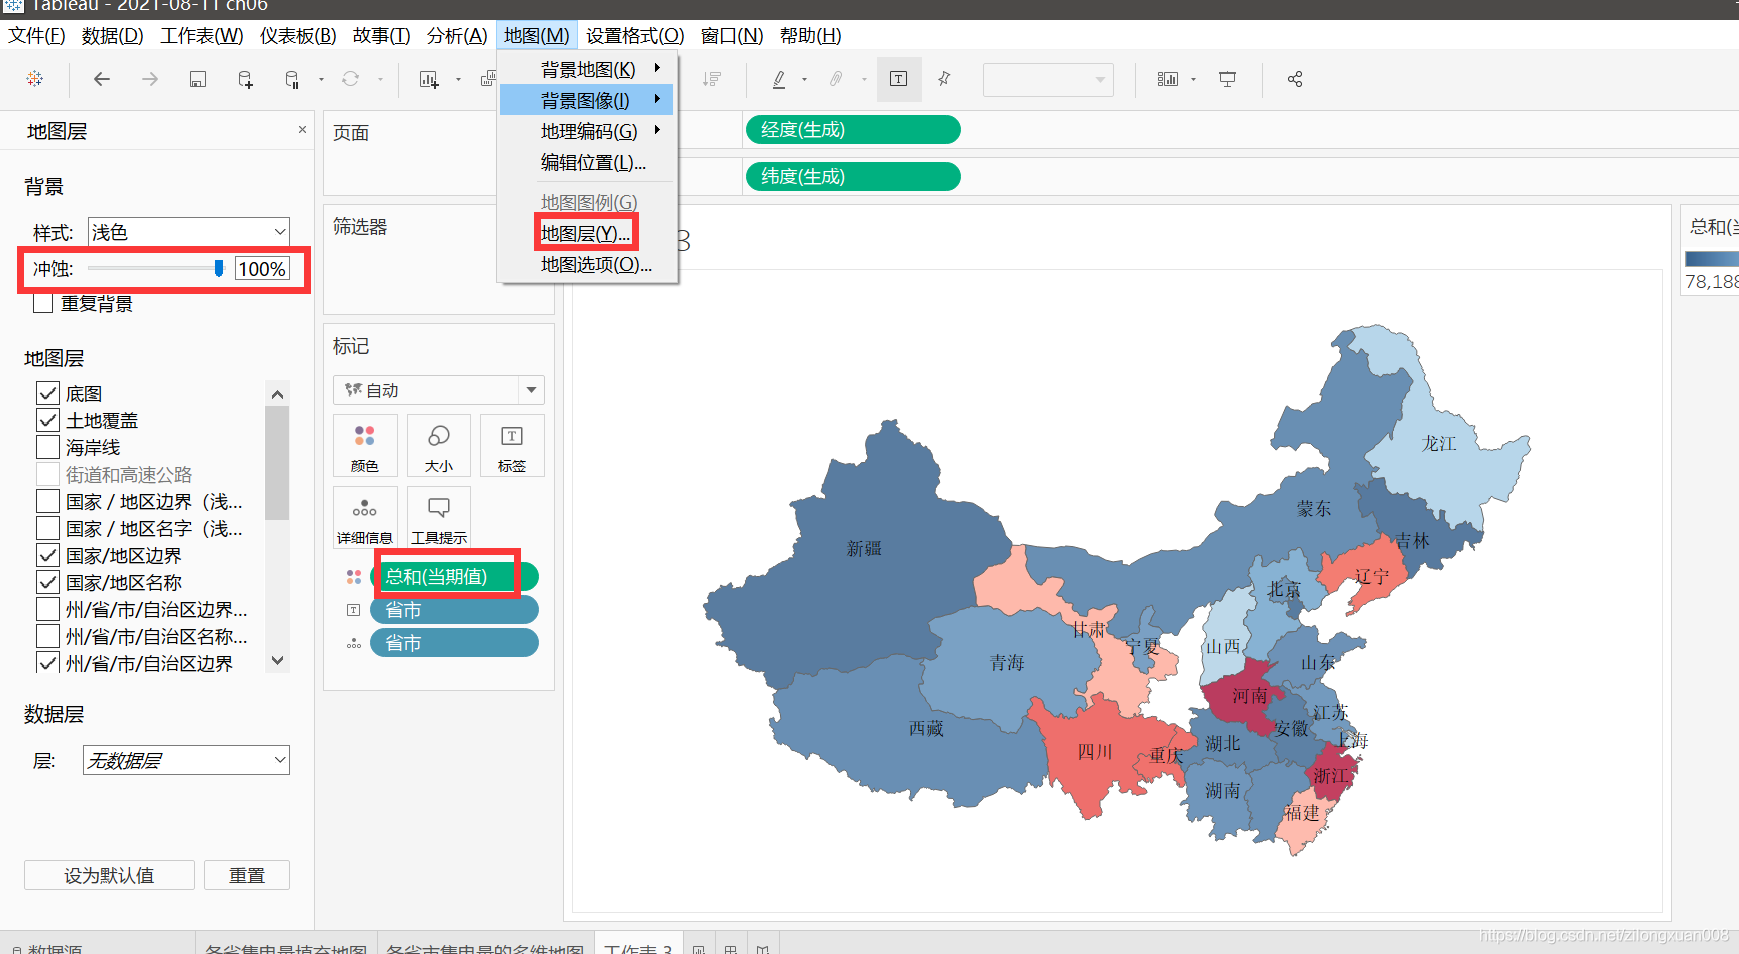 Tableau - 2021-08-11 ch06
文件(F) 数据(D) 工作表(W) 仪表板(B) 故事(T) 分析(A) 地图(M) 设置格式(O) 窗口(N) 帮助(H)
背景地图(K)
背景图像(I)
地理编码(G)
编辑位置(L)...
地图图例(G)
地图层(Y)...
地图选项(O)...
地图层
背景
样式: 浅色
冲蚀: 100%
重复背景
地图层
底图
土地覆盖
海岸线
街道和高速公路
国家 / 地区边界（浅...
国家 / 地区名字（浅...
国家/地区边界
国家/地区名称
州/省/市/自治区边界...
州/省/市/自治区名称...
州/省/市/自治区边界
数据层
层: 无数据层
设为默认值 重置
页面
筛选器
标记
自动
颜色 大小 标签
详细信息 工具提示
总和(当期值)
省市
省市
经度(生成)
纬度(生成)
3
总和(当
78,188
龙江
蒙东
吉林
新疆
辽宁
北京
甘肃
宁夏
山西
青海
山东
河南
江苏
西藏
安徽
湖北
上海
四川
重庆
浙江
湖南
福建
数据源 各省售电量填充地图 各省市售电量的多维地图 工作表 3
https://blog.csdn.net/zilongxuan008